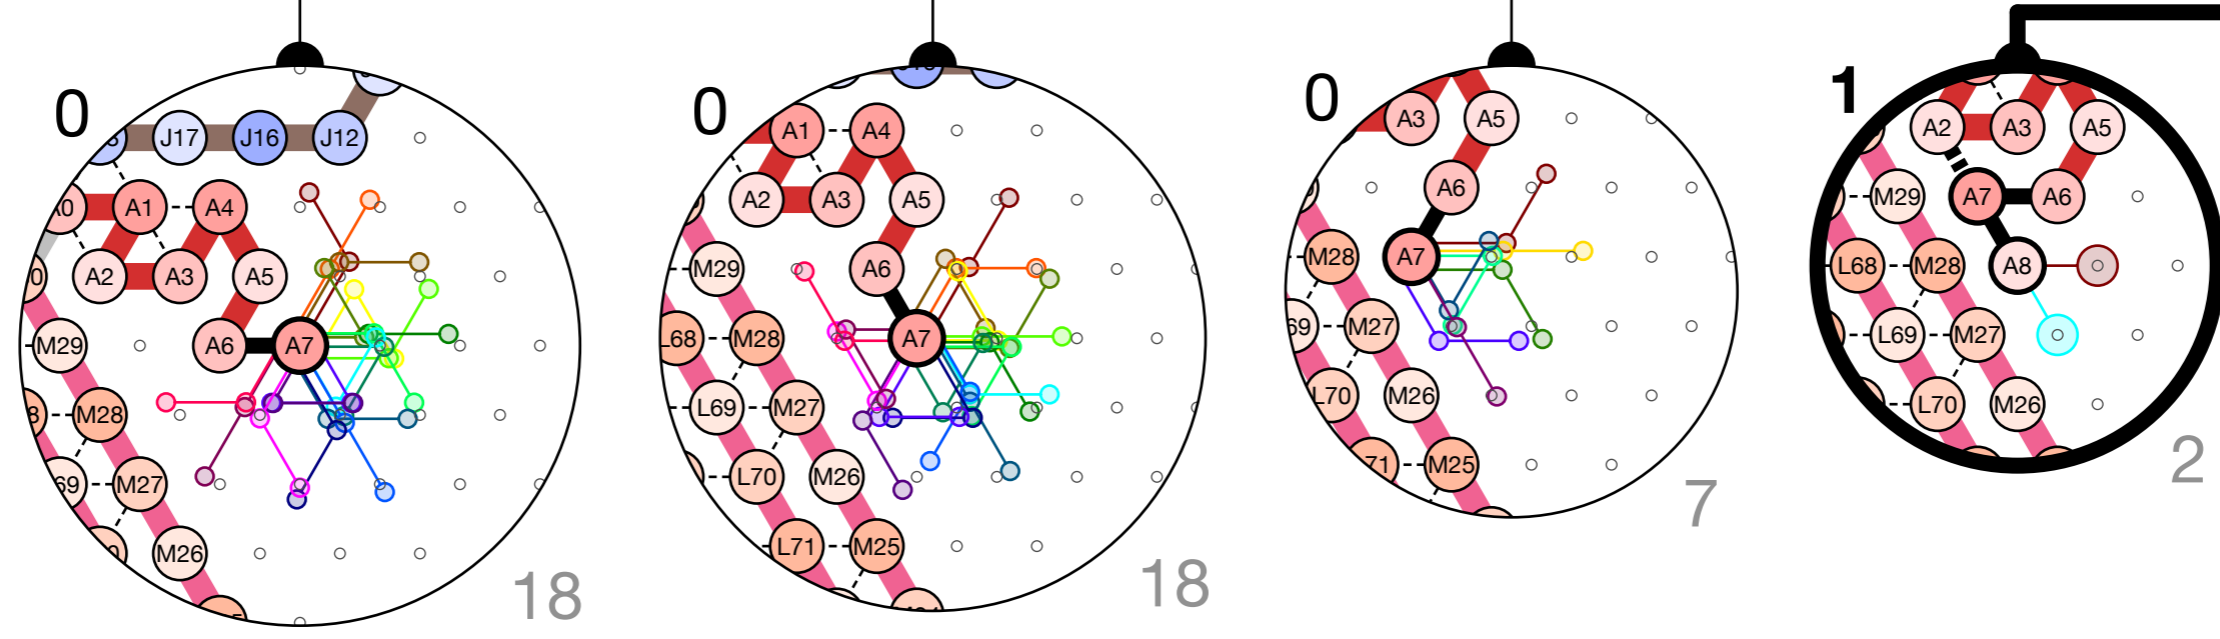 0
J17 J16 J12
A1 A4
A2 A3 A5
M29 A6 A7
M28
M27
M26
18
0
A1 A4
A2 A3 A5
M29 A6
L68 M28 A7
L69 M27
L70 M26
L71 M25
18
0
A3 A5
A6
M28 A7
M27
L70 M26
M25
7
1
A2 A3 A5
M29 A7 A6
L68 M28 A8
L69 M27
L70 M26
2